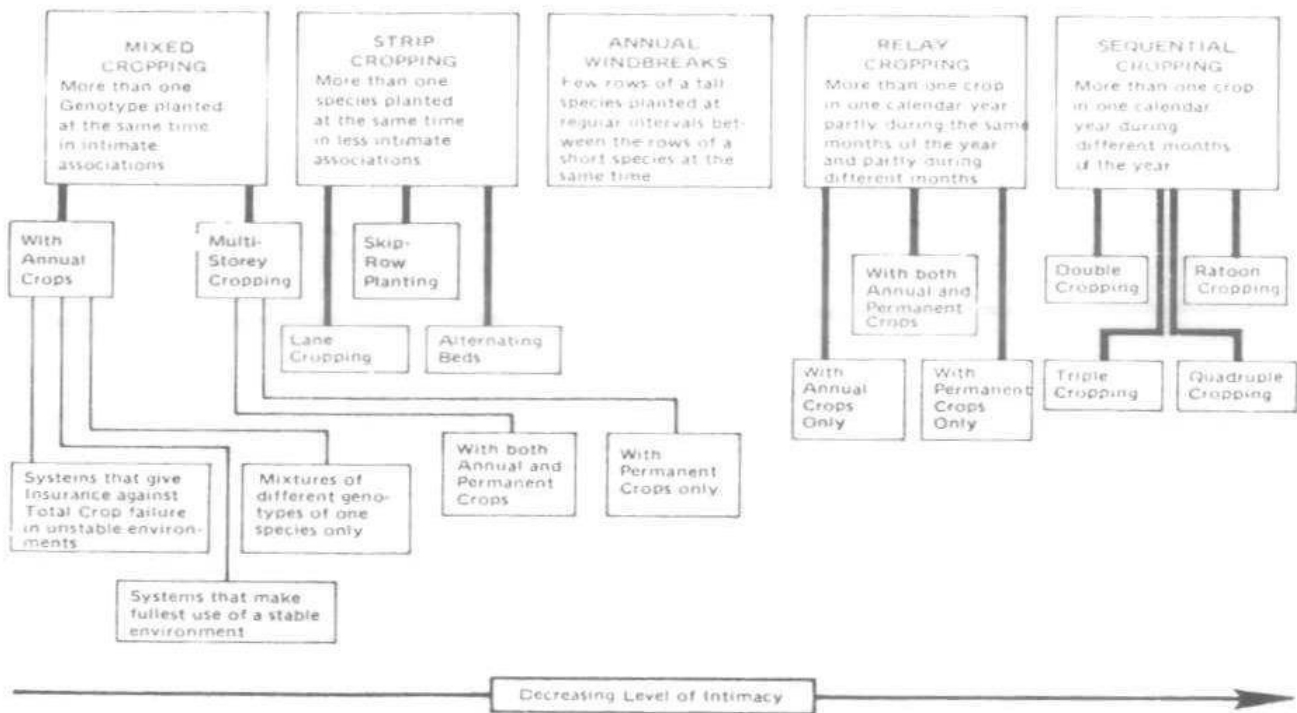 MIXED
CROPPING
More than one
Genotype planted
at the same time
in intimate
associations
STRIP
CROPPING
More than one
species planted
at the same time
in less intimate
associations
ANNUAL
WINDBREAKS
Few rows of a tall
species planted at
regular intervals bet-
ween the rows of a
short species at the
same time
RELAY
CROPPING
More than one crop
in one calendar year
partly during the same
months of the year
and partly during
different months
SEQUENTIAL
CROPPING
More than one crop
in one calendar
year during
different months
of the year
With
Annual
Crops
Multi-
Storey
Cropping
Skip-
Row
Planting
Lane
Cropping
Alternating
Beds
With both
Annual and
Permanent
Crops
Double
Cropping
Ratoon
Cropping
With
Annual
Crops
Only
With
Permanent
Crops
Only
Triple
Cropping
Quadruple
Cropping
Systems that give
Insurance against
Total Crop failure
in unstable environ-
ments
Mixtures of
different geno-
types of one
species only
With both
Annual and
Permanent
Crops
With
Permanent
Crops only
Systems that make
fullest use of a stable
environment
Decreasing Level of Intimacy